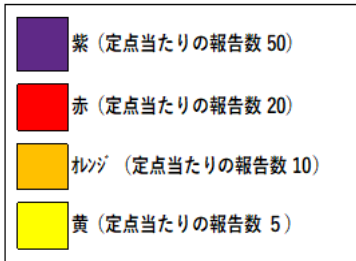 紫（定点当たりの報告数 50）
赤（定点当たりの報告数 20）
ｵﾚﾝｼﾞ（定点当たりの報告数 10）
黄（定点当たりの報告数 5）